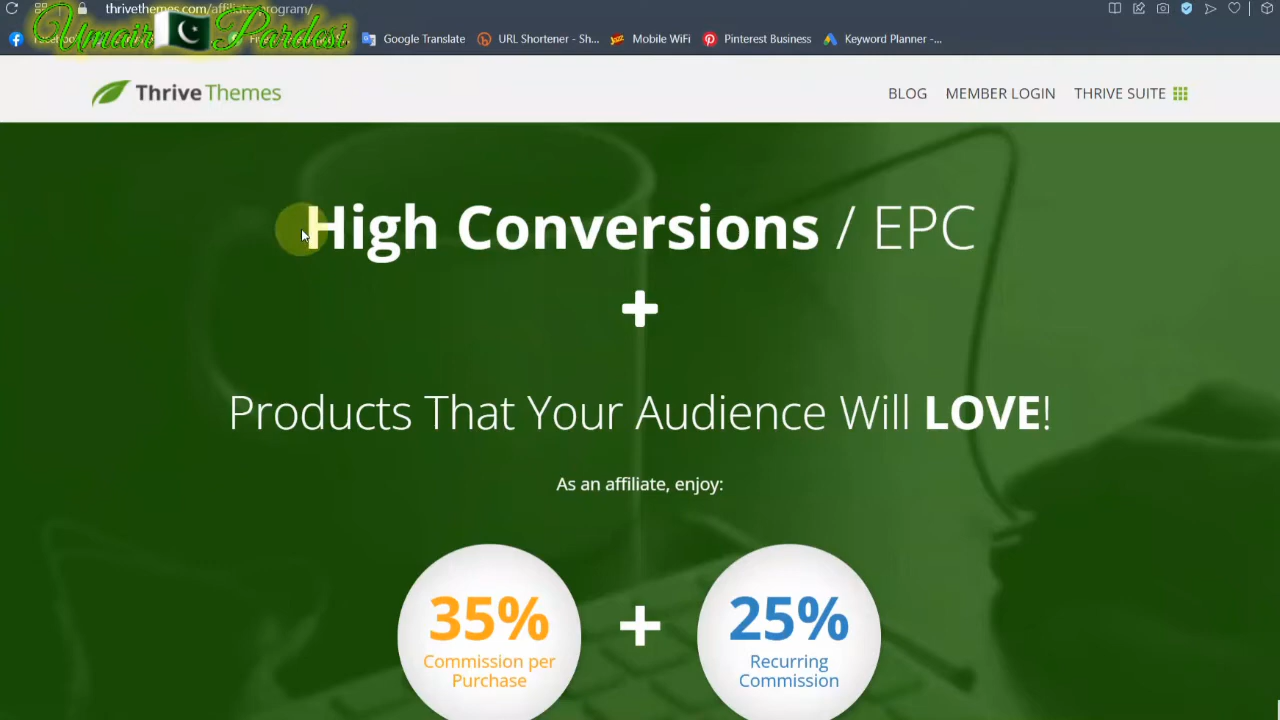 thrivethemes.com/affiliate-program/
Umair Pardesi
Google Translate
URL Shortener - Sh...
Mobile WiFi
Pinterest Business
Keyword Planner -...
Thrive Themes
BLOG
MEMBER LOGIN
THRIVE SUITE
High Conversions / EPC
+
Products That Your Audience Will LOVE!
As an affiliate, enjoy:
35%
Commission per
Purchase
+
25%
Recurring
Commission